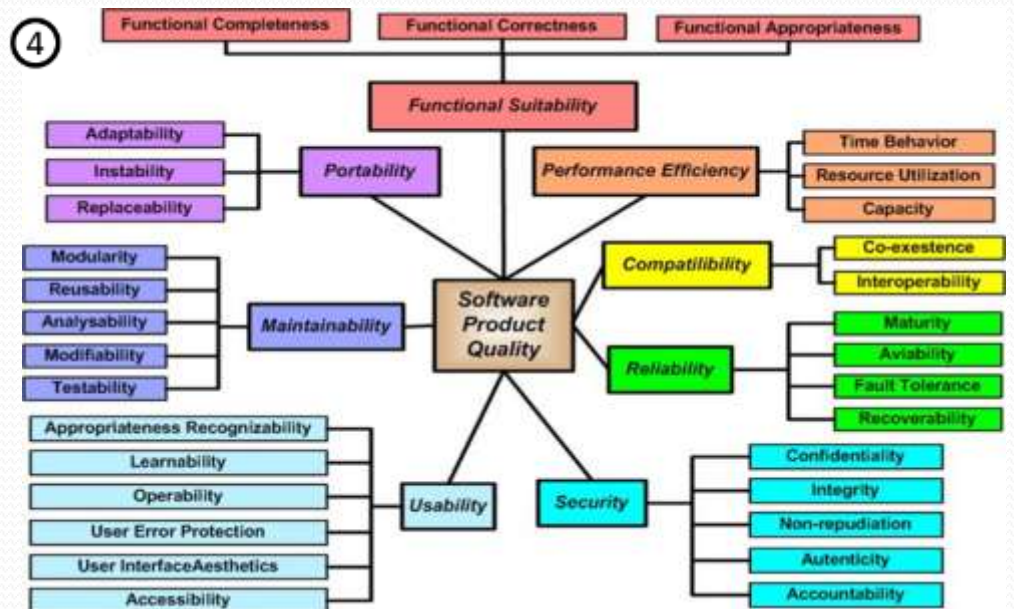 4
Functional Completeness
Functional Correctness
Functional Appropriateness
Functional Suitability
Adaptability
Instability
Replaceability
Portability
Performance Efficiency
Time Behavior
Resource Utilization
Capacity
Modularity
Reusability
Analysability
Modifiability
Testability
Maintainability
Software
Product
Quality
Compatilibility
Co-exestence
Interoperability
Reliability
Maturity
Aviability
Fault Tolerance
Recoverability
Appropriateness Recognizability
Learnability
Operability
User Error Protection
User InterfaceAesthetics
Accessibility
Usability
Security
Confidentiality
Integrity
Non-repudiation
Autenticity
Accountability